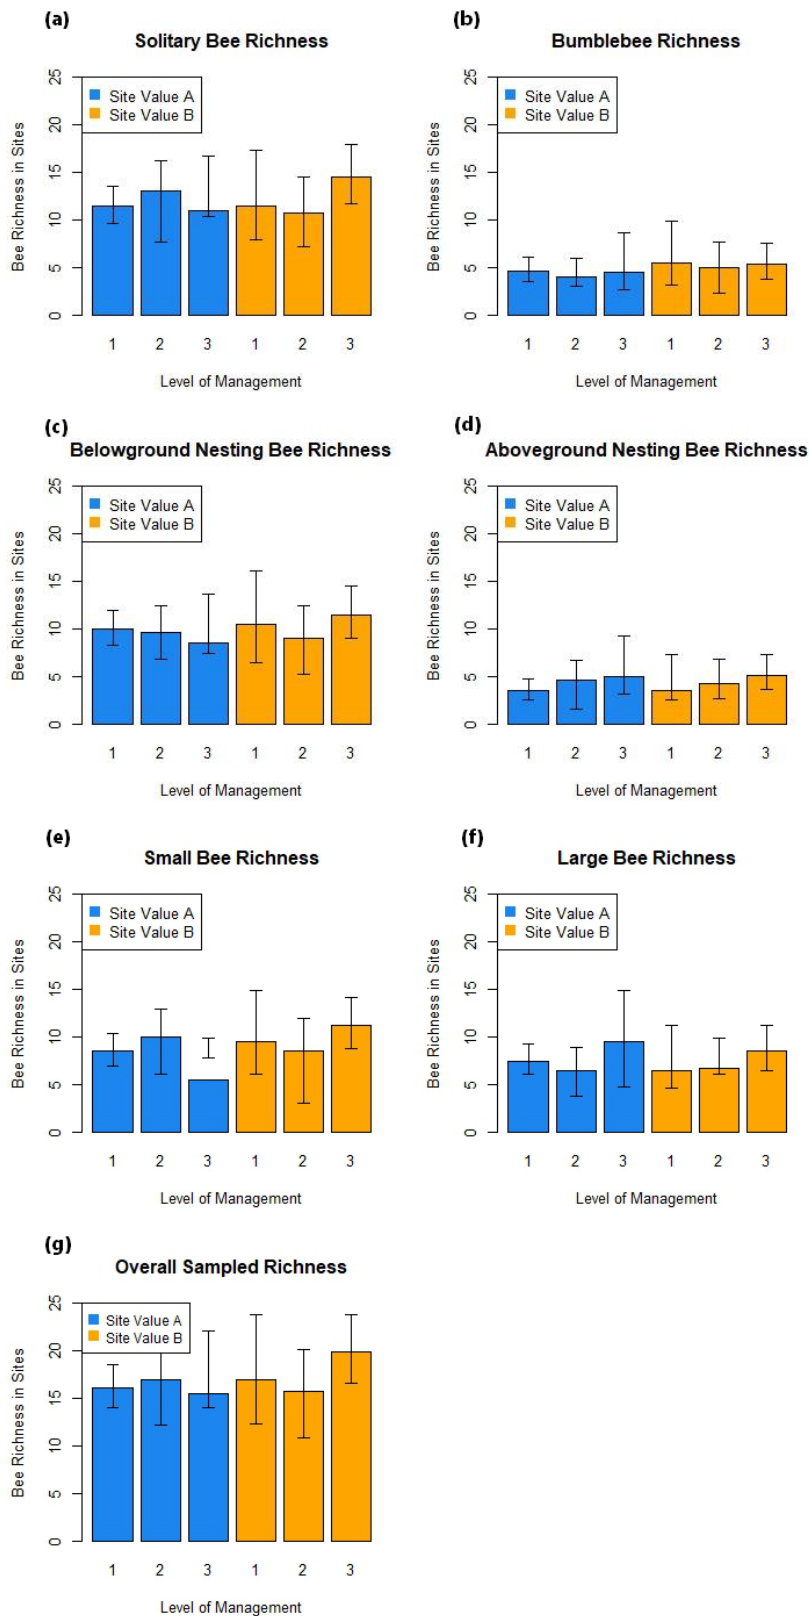 (a)
Solitary Bee Richness
Bee Richness in Sites
25
20
15
10
5
0
Site Value A
Site Value B
1 2 3 1 2 3
Level of Management
(b)
Bumblebee Richness
Bee Richness in Sites
25
20
15
10
5
0
Site Value A
Site Value B
1 2 3 1 2 3
Level of Management
(c)
Belowground Nesting Bee Richness
Bee Richness in Sites
25
20
15
10
5
0
Site Value A
Site Value B
1 2 3 1 2 3
Level of Management
(d)
Aboveground Nesting Bee Richness
Bee Richness in Sites
25
20
15
10
5
0
Site Value A
Site Value B
1 2 3 1 2 3
Level of Management
(e)
Small Bee Richness
Bee Richness in Sites
25
20
15
10
5
0
Site Value A
Site Value B
1 2 3 1 2 3
Level of Management
(f)
Large Bee Richness
Bee Richness in Sites
25
20
15
10
5
0
Site Value A
Site Value B
1 2 3 1 2 3
Level of Management
(g)
Overall Sampled Richness
Bee Richness in Sites
25
20
15
10
5
0
Site Value A
Site Value B
1 2 3 1 2 3
Level of Management